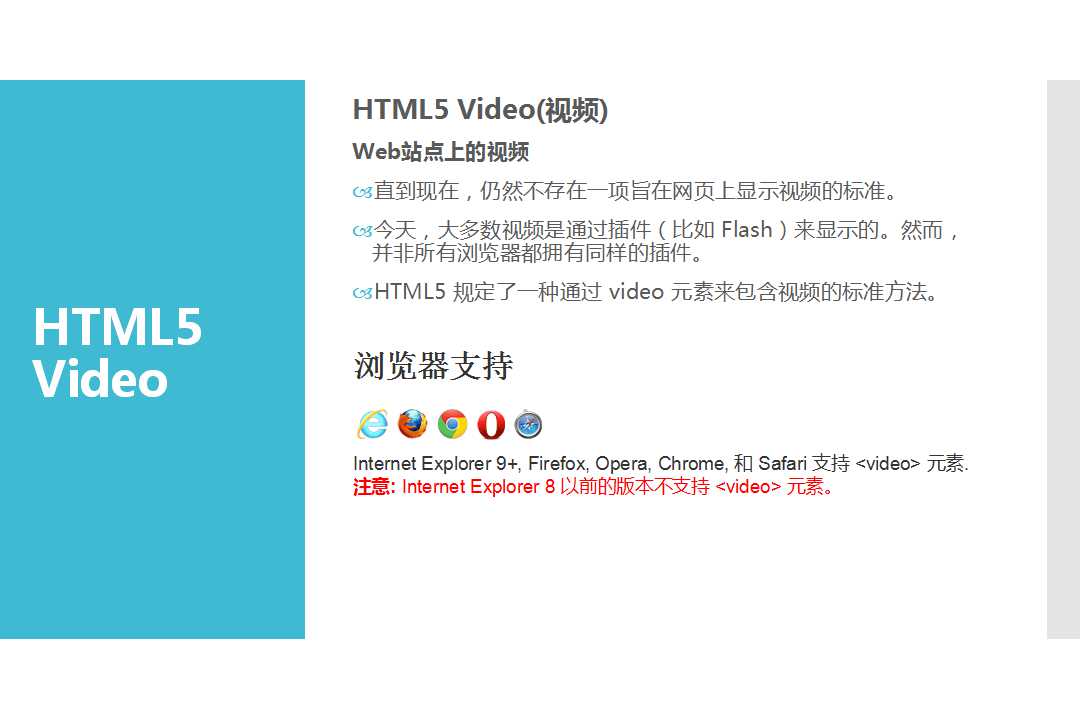 HTML5
Video
HTML5 Video(视频)
Web站点上的视频
直到现在，仍然不存在一项旨在网页上显示视频的标准。
今天，大多数视频是通过插件（比如 Flash）来显示的。然而，
并非所有浏览器都拥有同样的插件。
HTML5 规定了一种通过 video 元素来包含视频的标准方法。
浏览器支持
Internet Explorer 9+, Firefox, Opera, Chrome, 和 Safari 支持 <video> 元素.
注意: Internet Explorer 8 以前的版本不支持 <video> 元素。